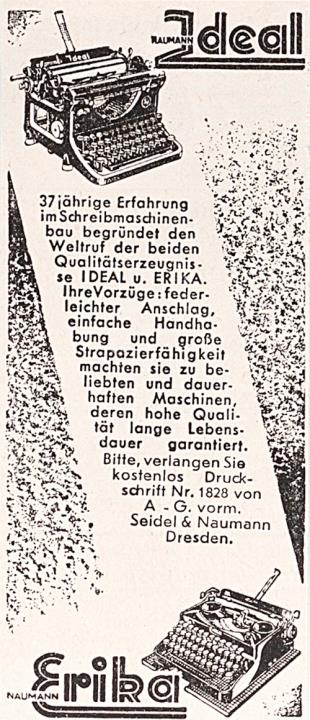 NAUMANN Ideal
Ideal
37jährige Erfahrung
im Schreibmaschinen-
bau begründet den
Weltruf der beiden
Qualitätserzeugnis-
se IDEAL u. ERIKA.
Ihre Vorzüge: feder-
leichter Anschlag,
einfache Handha-
bung und große
Strapazierfähigkeit
machten sie zu be-
liebten und dauer-
haften Maschinen,
deren hohe Quali-
tät lange Lebens-
dauer garantiert.
Bitte, verlangen Sie
kostenlos Druck-
schrift Nr. 1828 von
A - G. vorm.
Seidel & Naumann
Dresden.
NAUMANN Erika